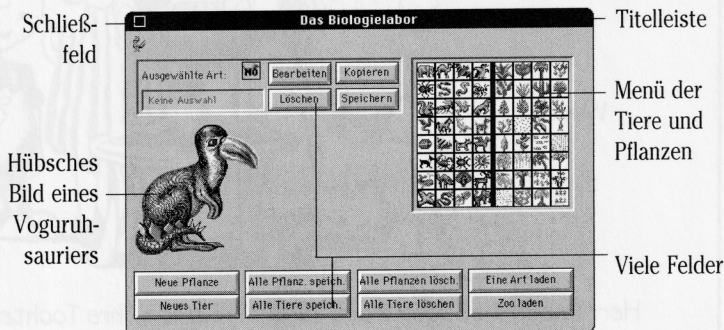 Schließ-
feld
Das Biologielabor
Titelleiste
Ausgewählte Art:
MÖ
Bearbeiten
Kopieren
Keine Auswahl
Löschen
Speichern
Menü der
Tiere und
Pflanzen
Hübsches
Bild eines
Voguruh-
sauriers
Viele Felder
Neue Pflanze
Alle Pflanz. speich.
Alle Pflanzen lösch.
Eine Art laden
Neues Tier
Alle Tiere speich.
Alle Tiere löschen
Zoo laden